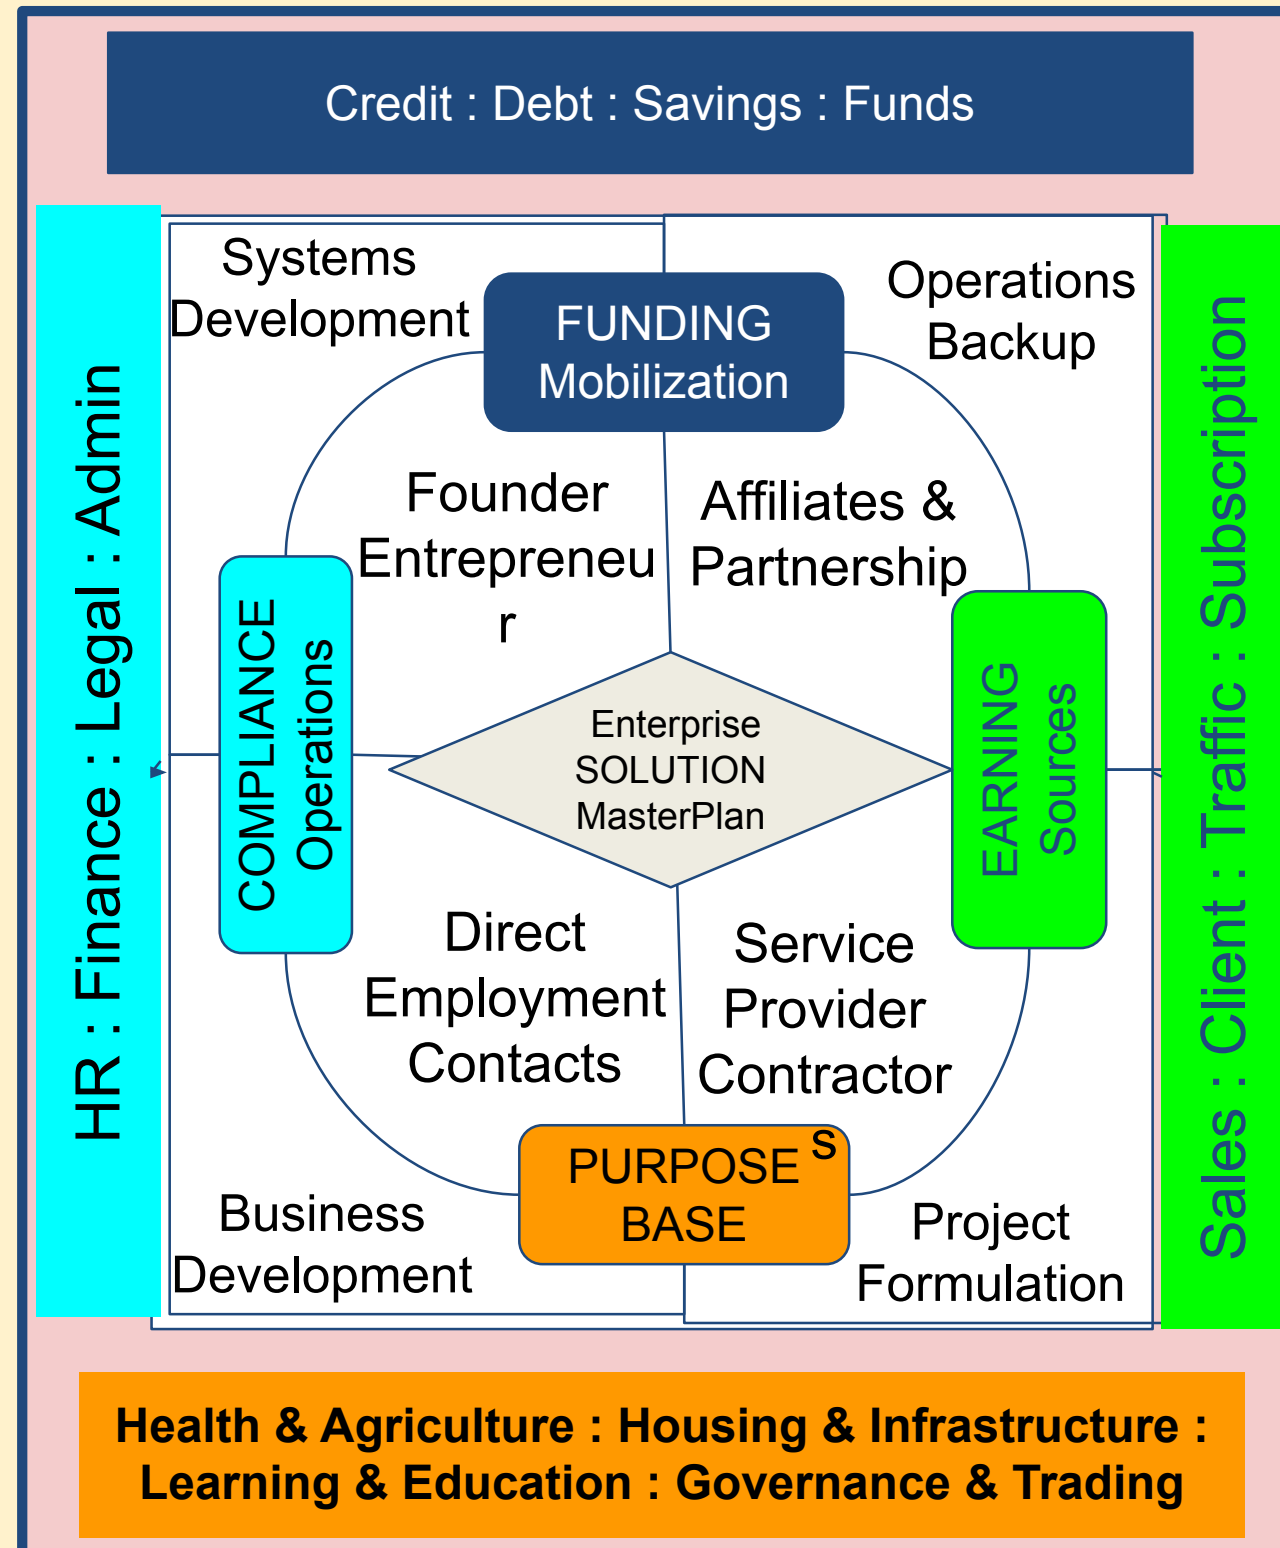 Credit : Debt : Savings : Funds
HR : Finance : Legal : Admin
Systems
Development
FUNDING
Mobilization
Operations
Backup
Founder
Entrepreneu
r
Affiliates &
Partnership
COMPLIANCE
Operations
Enterprise
SOLUTION
MasterPlan
EARNING
Sources
Sales : Client : Traffic : Subscription
Direct
Employment
Contacts
Service
Provider
Contractor
s
PURPOSE
BASE
Business
Development
Project
Formulation
Health & Agriculture : Housing & Infrastructure :
Learning & Education : Governance & Trading